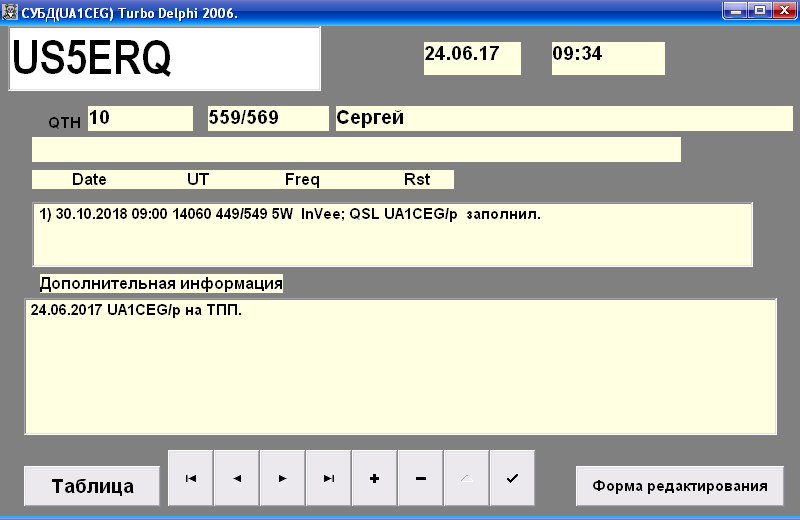 СУБД(UA1CEG) Turbo Delphi 2006.
US5ERQ
24.06.17 09:34
QTH 10 559/569 Сергей
Date UT Freq Rst
1) 30.10.2018 09:00 14060 449/549 5W InVee; QSL UA1CEG/p заполнил.
Дополнительная информация
24.06.2017 UA1CEG/p на ТПП.
Таблица
Форма редактирования